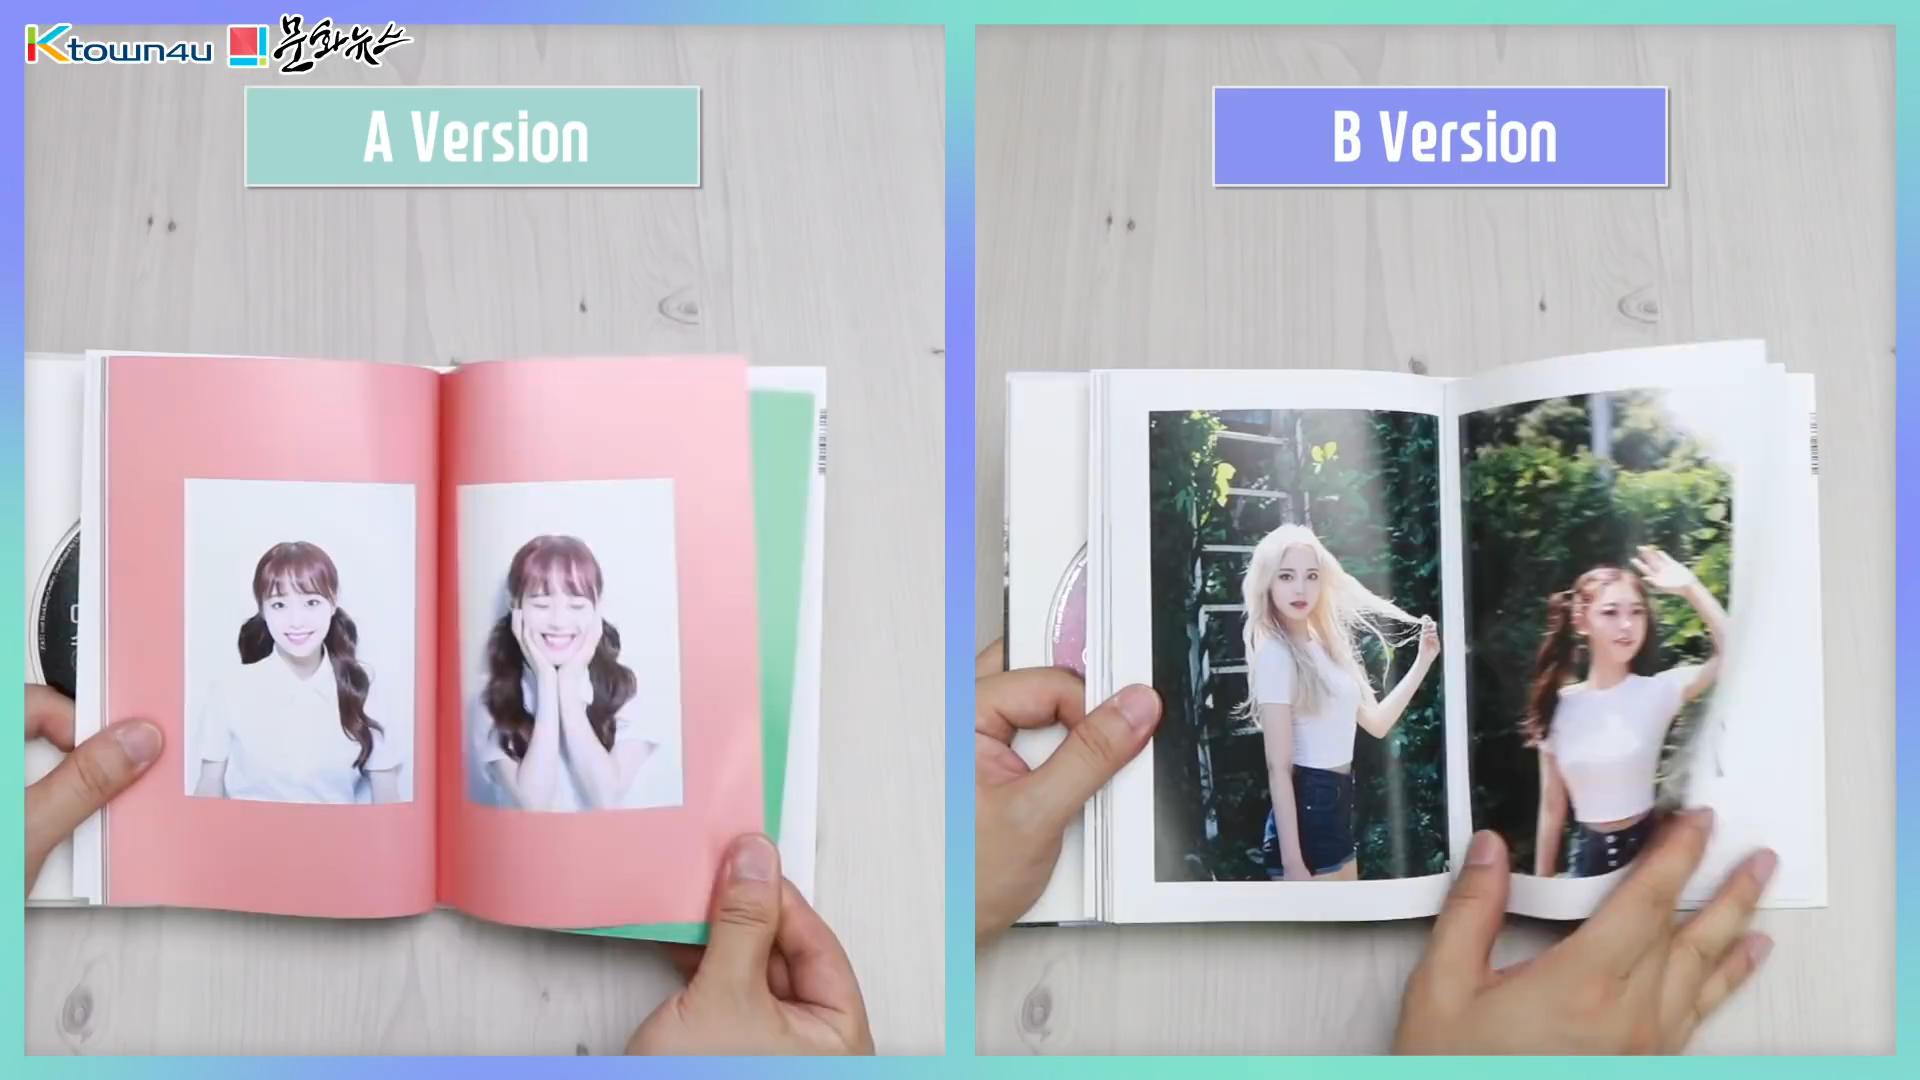 Ktown4u
문화뉴스
A Version
B Version